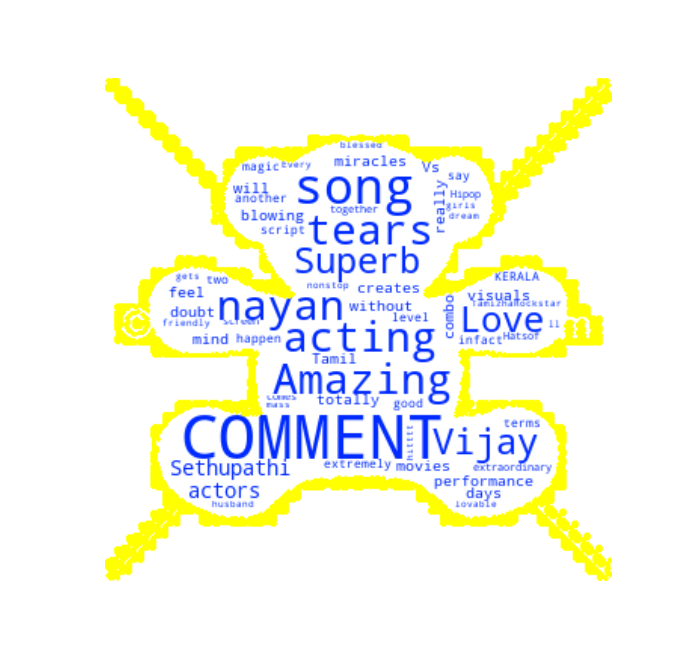 blessed
magic Every miracles Vs
song say
will really Hipop
another together girls
blowing dream
script tears
Superb
gets two nonstop creates KERALA
feel nayan without combo visuals
TamizhaRockstar
doubt level Love ll
friendly screen
mind happen acting infact Hatsof
Tamil
Amazing
comes totally good
mass
COMMENT hitttt Vijay terms
Sethupathi extremely movies extraordinary
actors performance
days
husband lovable
©